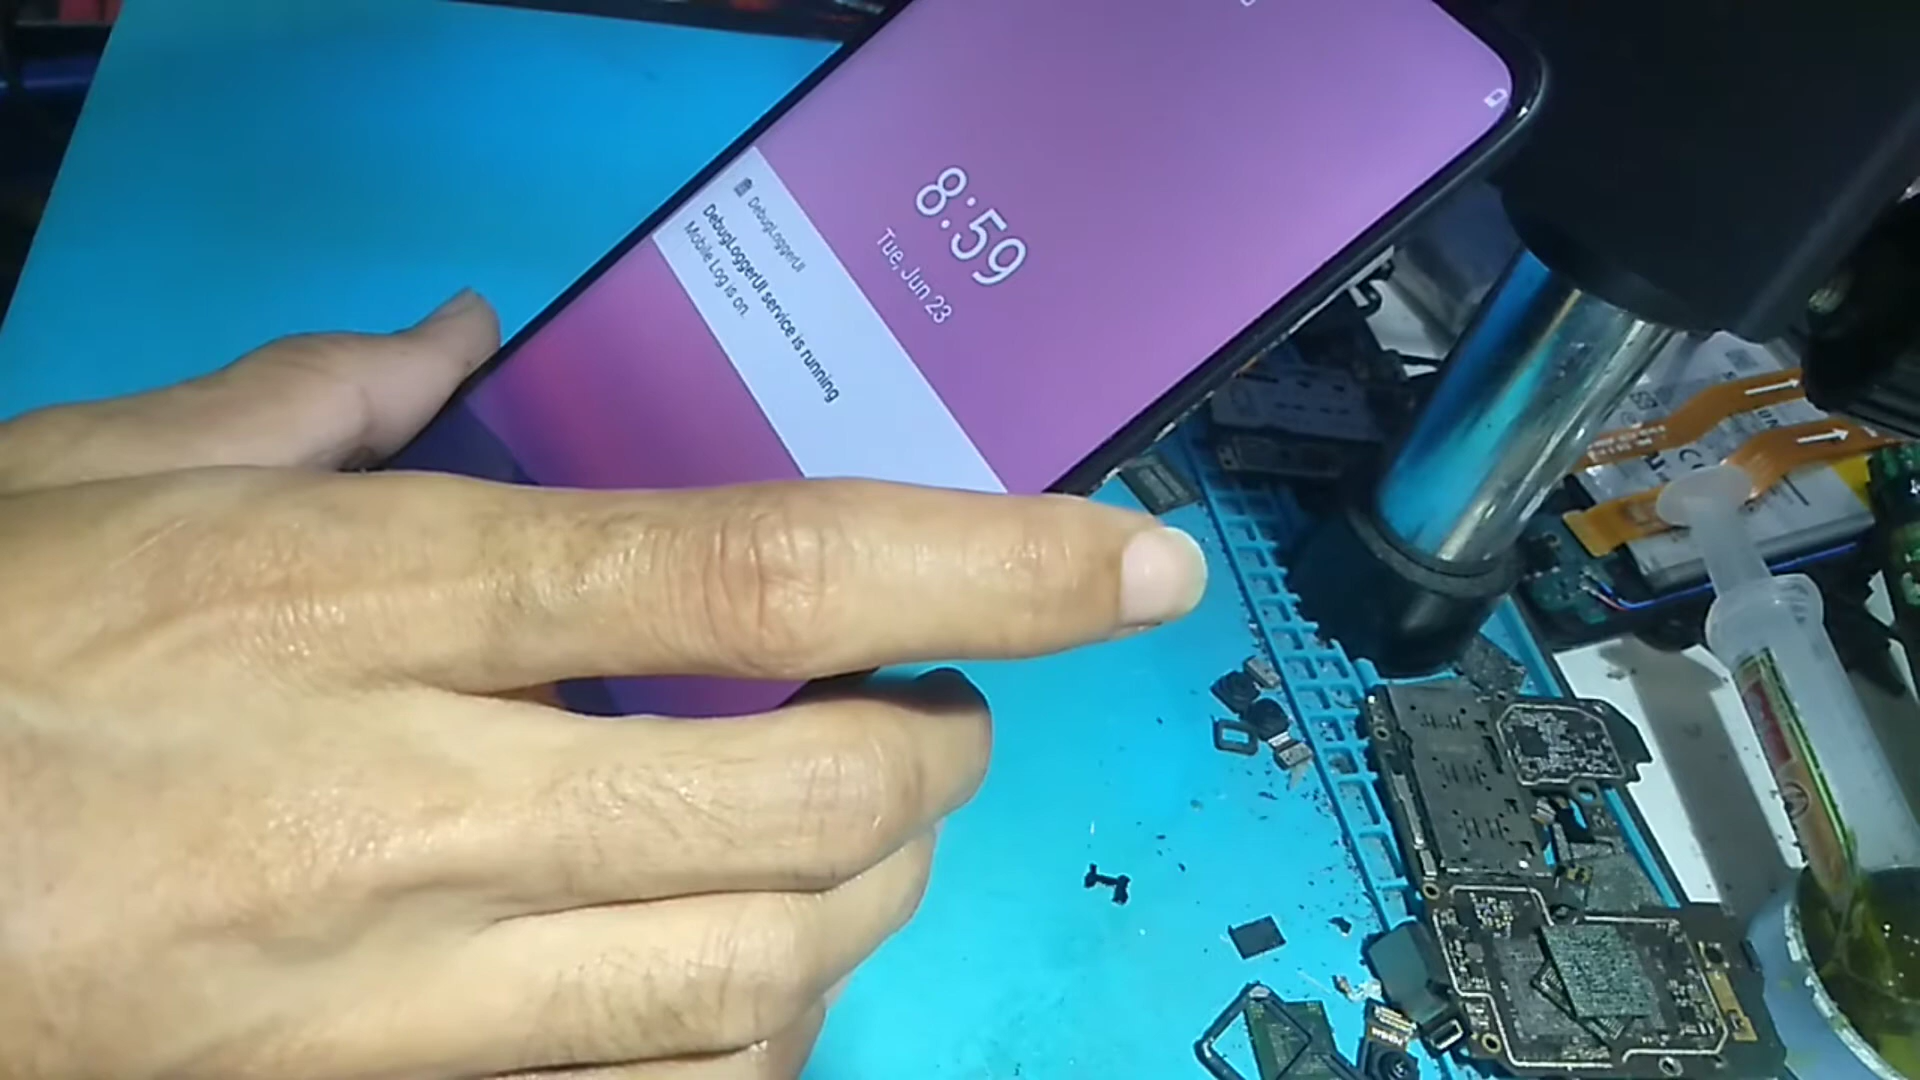 8:59
Tue, Jun 23
DebugLoggerUI
DebugLoggerUI service is running
Mobile Log is on.